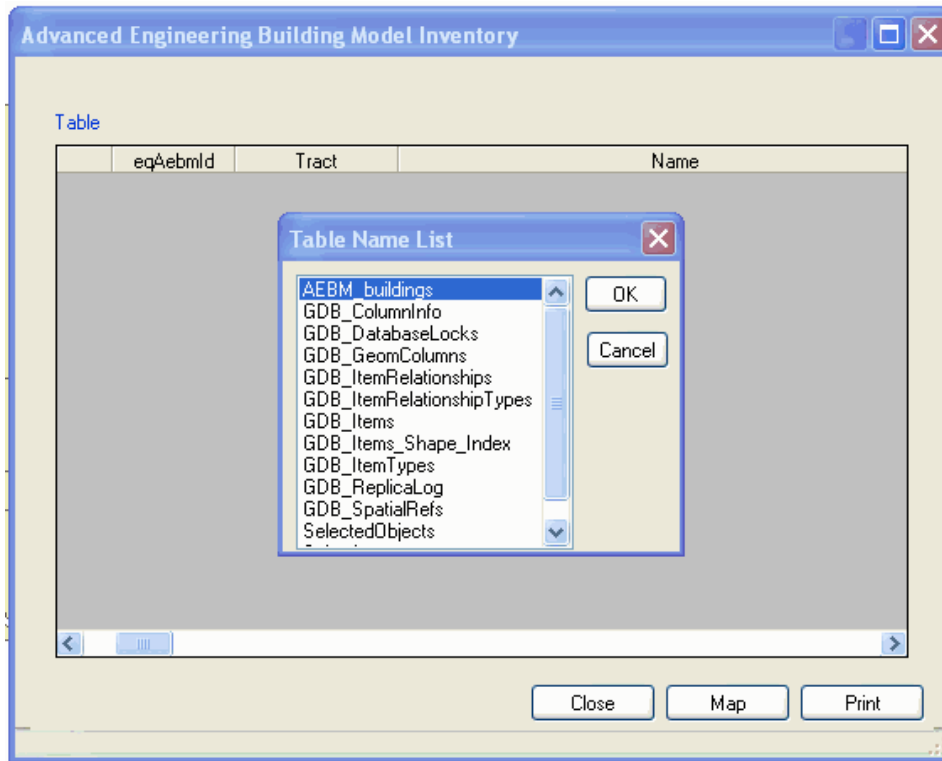 Advanced Engineering Building Model Inventory
Table
eqAebmId Tract Name
Table Name List
AEBM_buildings
GDB_ColumnInfo
GDB_DatabaseLocks
GDB_GeomColumns
GDB_ItemRelationships
GDB_ItemRelationshipTypes
GDB_Items
GDB_Items_Shape_Index
GDB_ItemTypes
GDB_ReplicaLog
GDB_SpatialRefs
SelectedObjects
OK
Cancel
Close Map Print